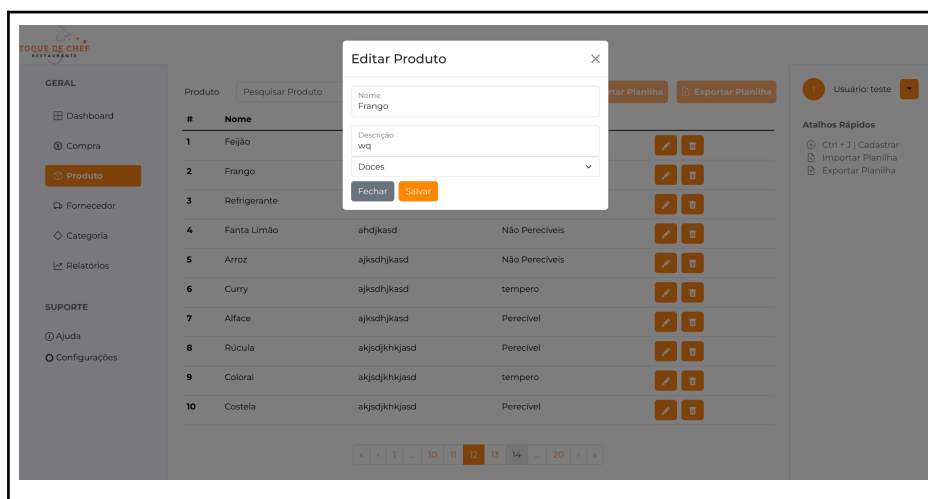 TOQUE DE CHEF
RESTAURANTE
GERAL
Dashboard
Compra
Produto
Fornecedor
Categoria
Relatórios
SUPORTE
Ajuda
Configurações
Produto Pesquisar Produto
Exportar Planilha
# Nome
1 Feijão
2 Frango
3 Refrigerante
4 Fanta Limão ahdjkasd Não Perecíveis
5 Arroz ajksdhjkasd Não Perecíveis
6 Curry ajksdhjkasd tempero
7 Alface ajksdhjkasd Perecível
8 Rúcula akjsdjkhkjasd Perecível
9 Coloral akjsdjkhkjasd tempero
10 Costela akjsdjkhkjasd Perecível
« ‹ 1 ... 10 11 12 13 14 ... 20 › »
Editar Produto
Nome
Frango
Descrição
wq
Doces
Fechar Salvar
T Usuário: teste
Atalhos Rápidos
Ctrl + J | Cadastrar
Importar Planilha
Exportar Planilha